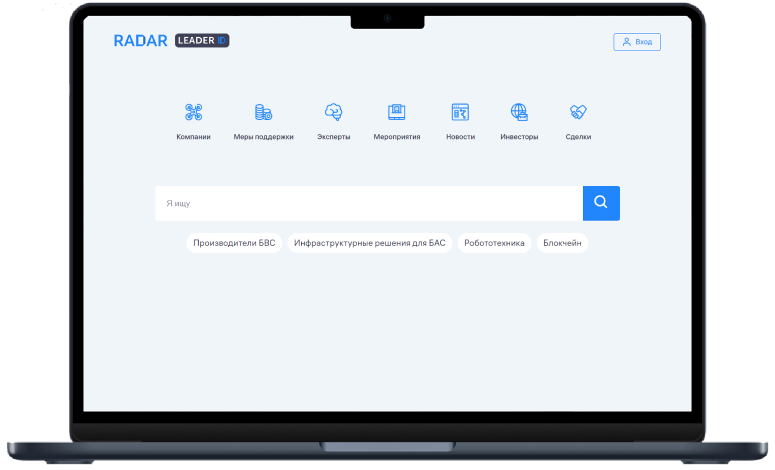 RADAR LEADER ID
Вход
Компании Меры поддержки Эксперты Мероприятия Новости Инвесторы Сделки
Я ищу
Производители БВС Инфраструктурные решения для БАС Робототехника Блокчейн